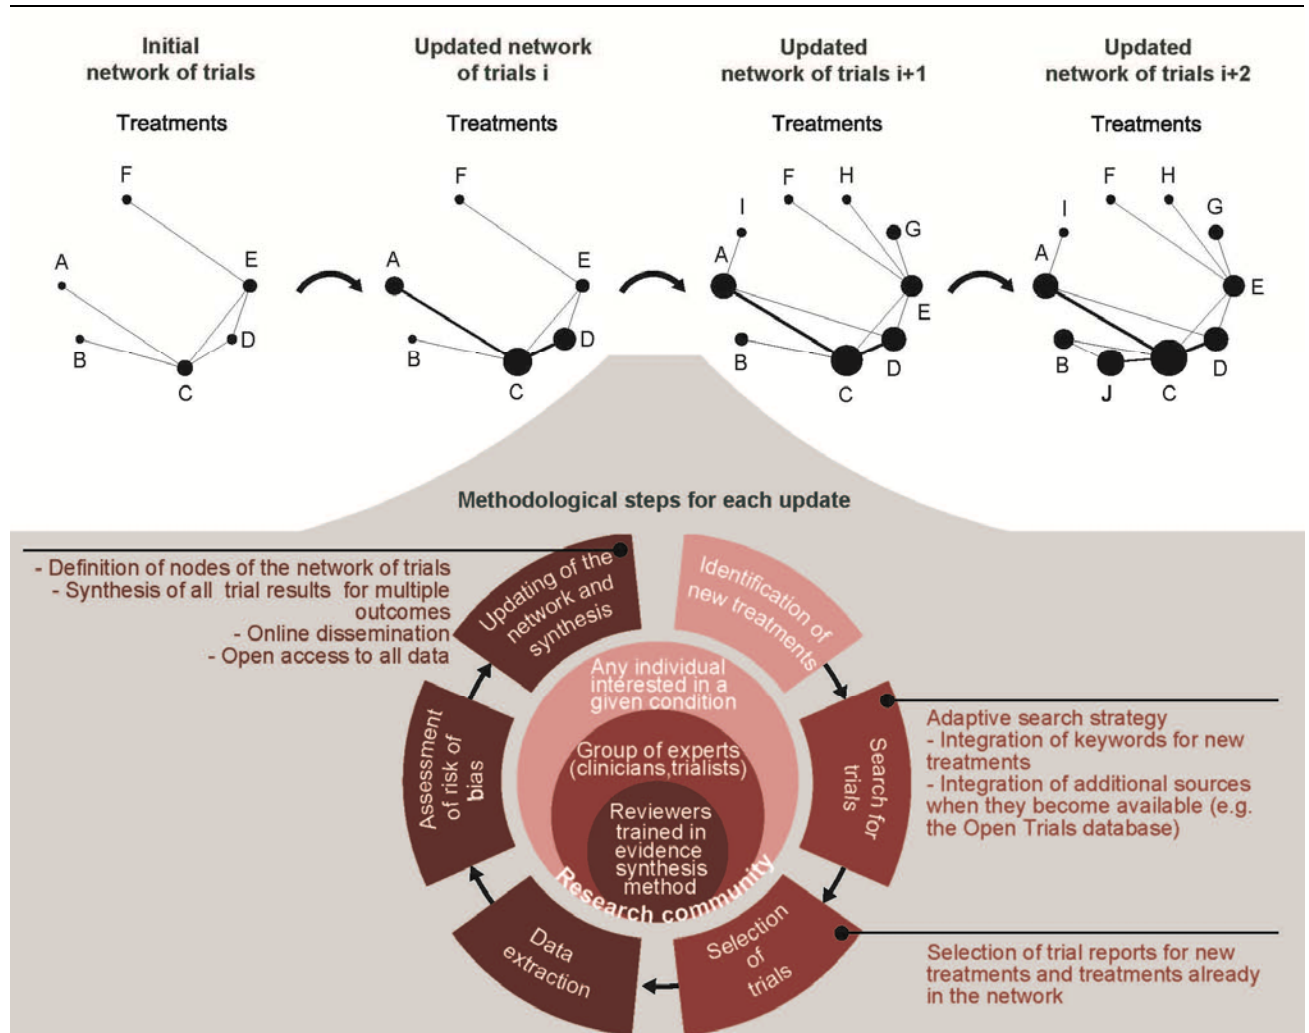 Initial
network of trials
Updated network
of trials i
Updated
network of trials i+1
Updated
network of trials i+2
Treatments
Treatments
Treatments
Treatments
F
A
E
B
D
C
F
A
E
B
D
C
I
F
H
G
A
E
B
D
C
I
F
H
G
A
E
B
J
C
D
Methodological steps for each update
- Definition of nodes of the network of trials
- Synthesis of all trial results for multiple
outcomes
- Online dissemination
- Open access to all data
Updating of the
network and
synthesis
Identification of
new treatments
Search for
trials
Adaptive search strategy
- Integration of keywords for new
treatments
- Integration of additional sources
when they become available (e.g.
the Open Trials database)
Selection
of
trials
Selection of trial reports for new
treatments and treatments already
in the network
Data
extraction
Assessment
of risk of
bias
Any individual
interested in a
given condition
Group of experts
(clinicians,trialists)
Reviewers
trained in
evidence
synthesis
method
Research community